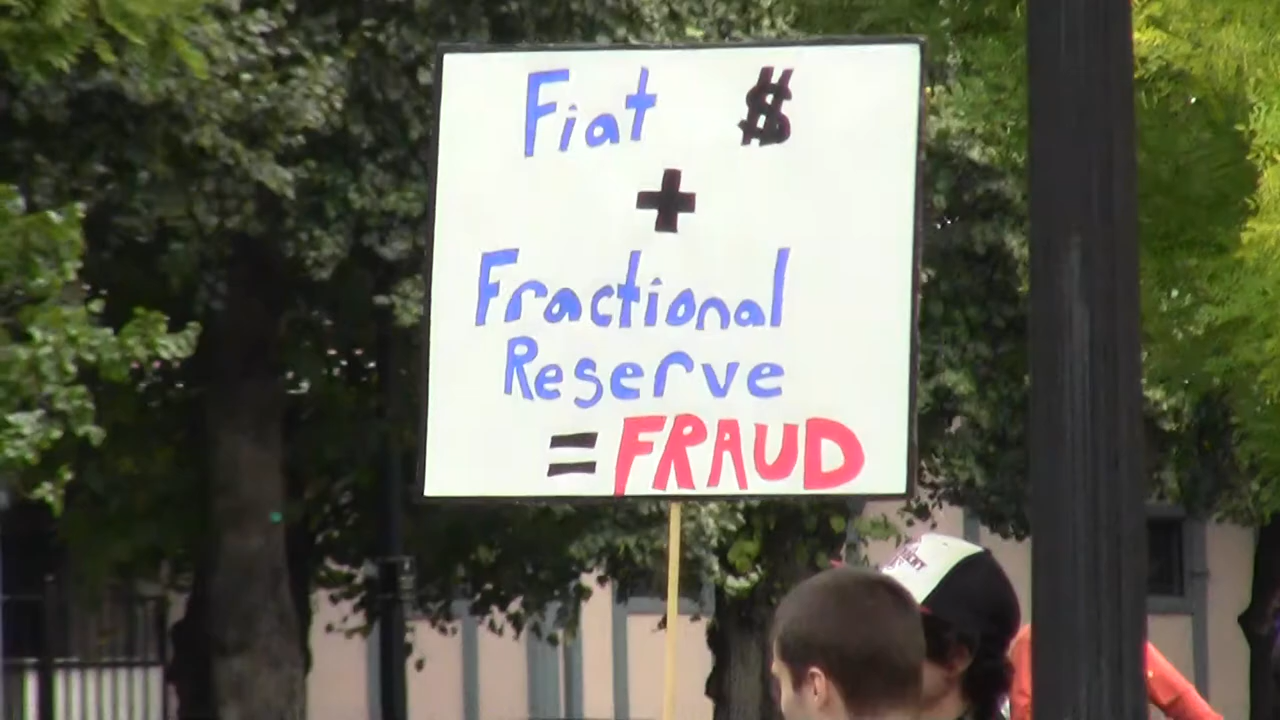 Fiat $
+
Fractional
Reserve
= FRAUD